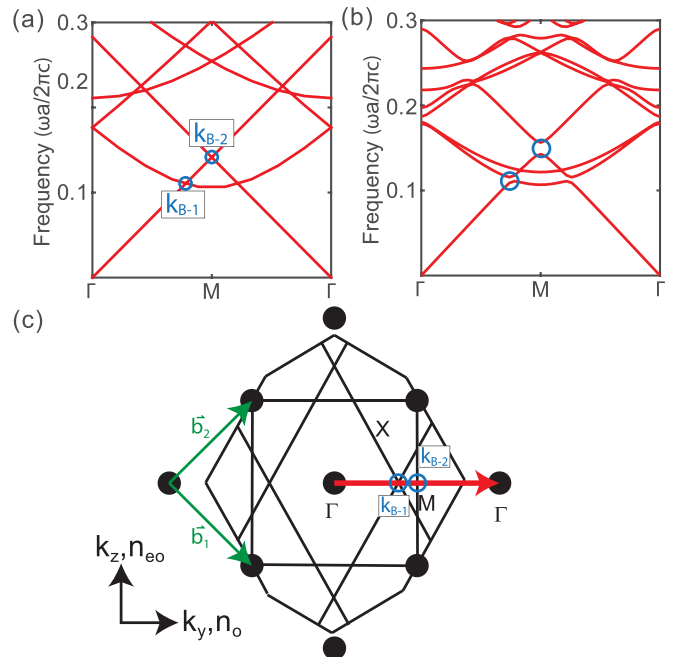 (a)
(b)
Frequency (ωa/2πc)
0.3
0.2
0.1
k_B-2
k_B-1
Γ
M
Γ
Frequency (ωa/2πc)
0.3
0.2
0.1
Γ
M
Γ
(c)
b⃗₂
b⃗₁
X
k_B-2
Γ
k_B-1
M
Γ
k_z,n_eo
k_y,n_o